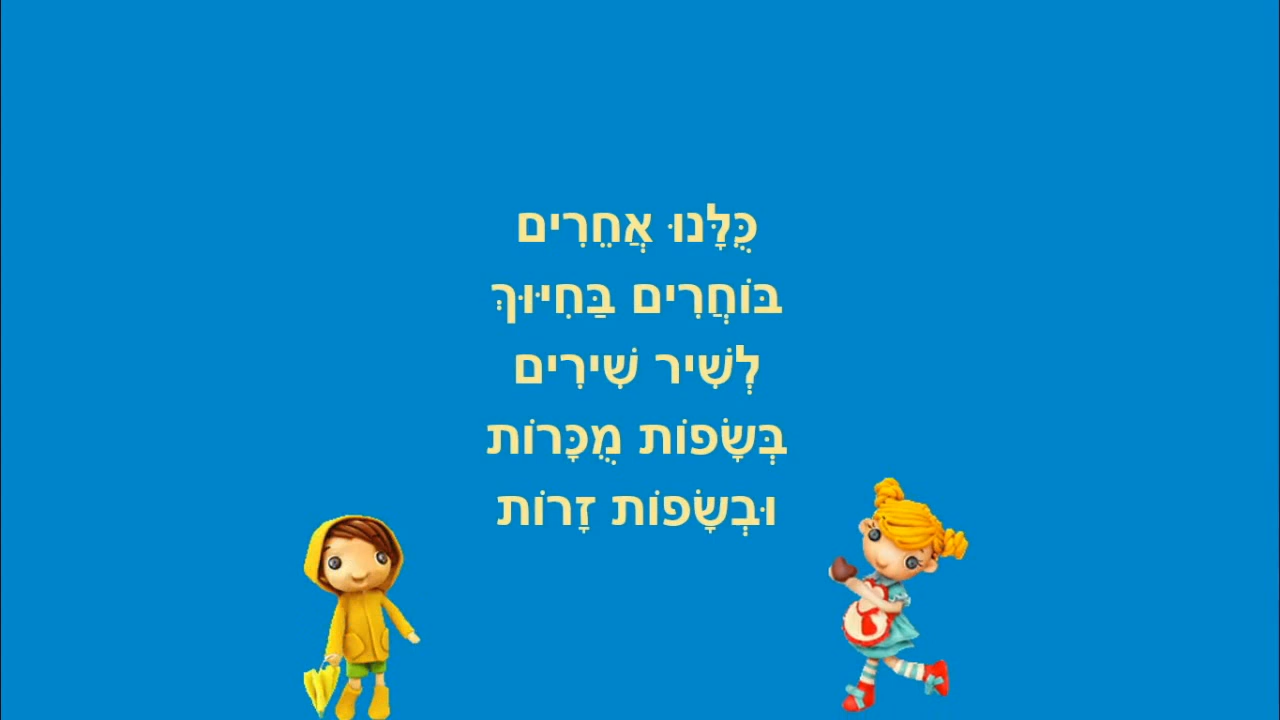 כֻּלָּנוּ אֲחֵרִים
בּוֹחֲרִים בַּחִיּוּךְ
לְשִׁיר שִׁירִים
בְּשָׂפוֹת מֻכָּרוֹת
וּבְשָׂפוֹת זָרוֹת